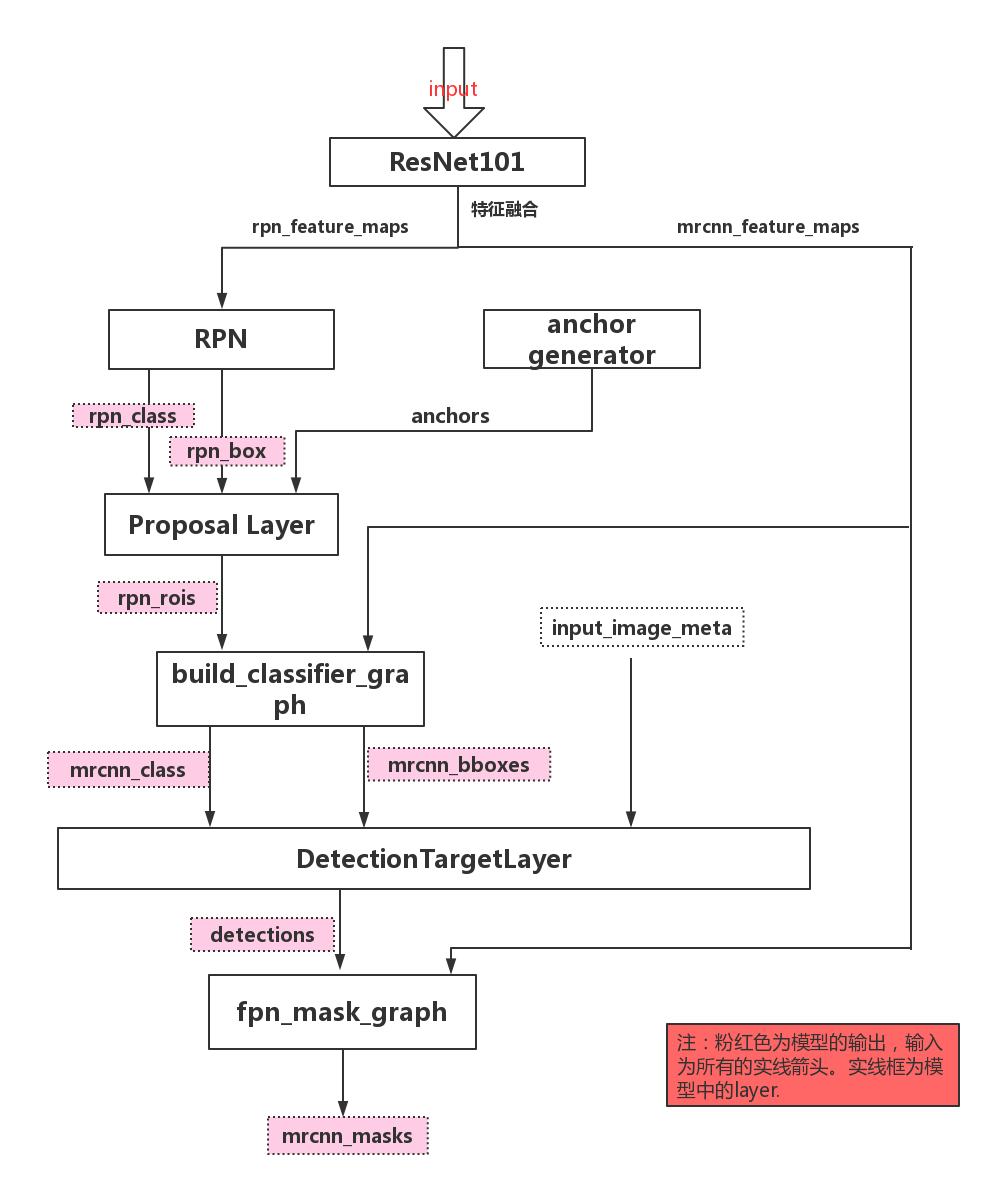 input
ResNet101
特征融合
rpn_feature_maps
mrcnn_feature_maps
RPN
anchor
generator
rpn_class
anchors
rpn_box
Proposal Layer
rpn_rois
input_image_meta
build_classifier_gra
ph
mrcnn_class
mrcnn_bboxes
DetectionTargetLayer
detections
fpn_mask_graph
注：粉红色为模型的输出，输入
为所有的实线箭头。实线框为模
型中的layer.
mrcnn_masks